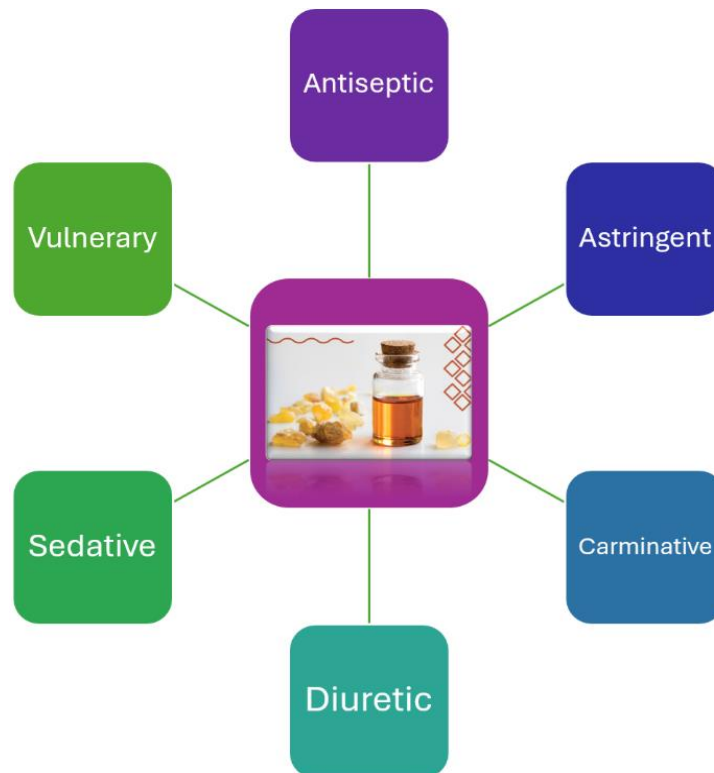 Antiseptic
Astringent
Carminative
Diuretic
Sedative
Vulnerary